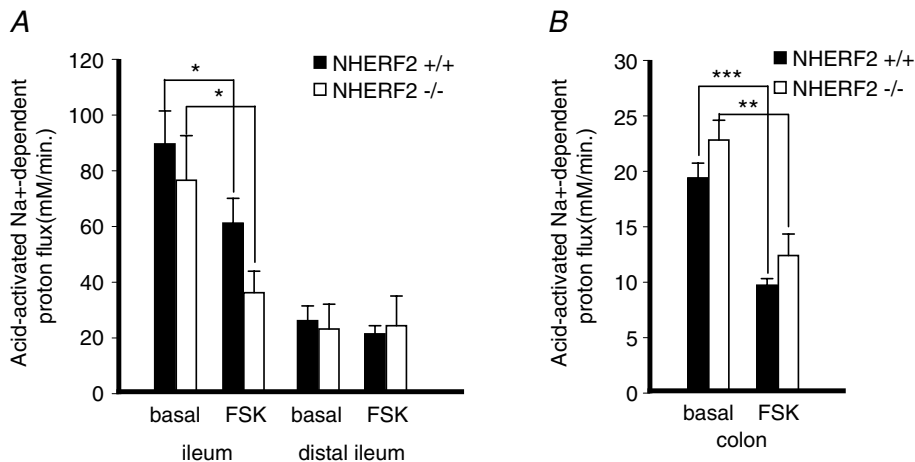 A
Acid-activated Na+-dependent
proton flux(mM/min.)
120
100
80
60
40
20
0
NHERF2 +/+
NHERF2 -/-
*
*
basal
FSK
basal
FSK
ileum
distal ileum
B
Acid-activated Na+-dependent
proton flux(mM/min.)
30
25
20
15
10
5
0
NHERF2 +/+
NHERF2 -/-
***
**
basal
FSK
colon